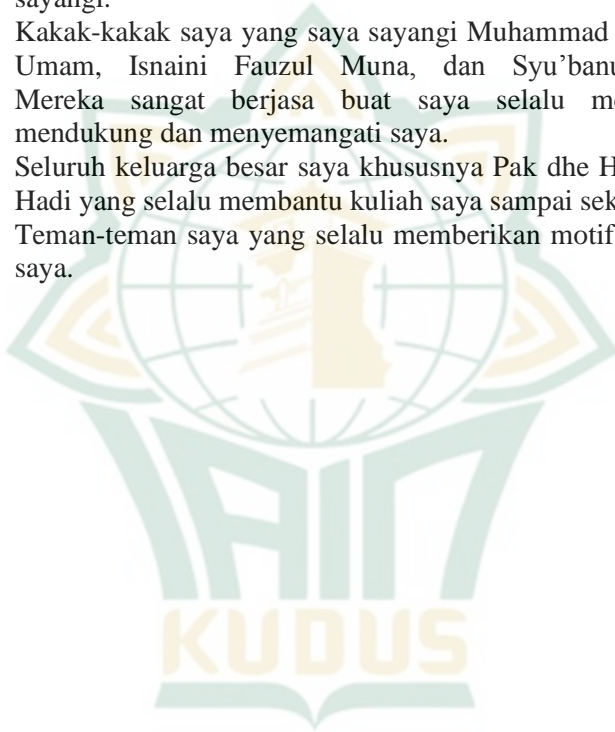 sayangi.
Kakak-kakak saya yang saya sayangi Muhammad
Umam, Isnaini Fauzul Muna, dan
Mereka sangat berjasa buat saya selalu
mendukung dan menyemangati saya.
Seluruh keluarga besar saya khususnya Pak dhe
Hadi yang selalu membantu kuliah saya sampai
Teman-teman saya yang selalu memberikan
saya.
IAIN
KUDUS